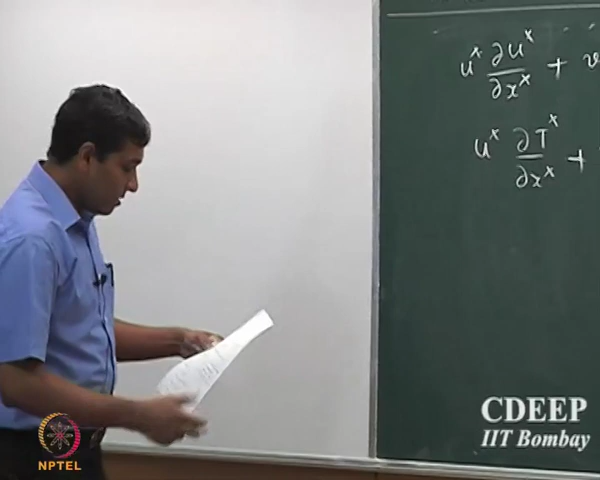 u* ∂u*/∂x* + v
u* ∂T*/∂x* +
CDEEP
IIT Bombay
NPTEL